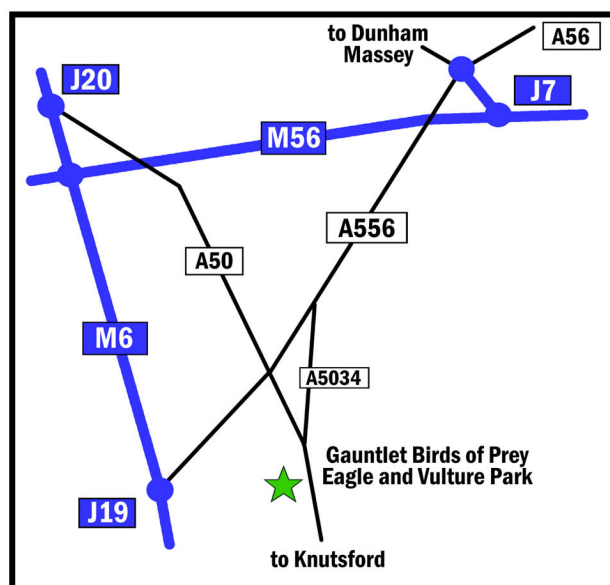 to Dunham
Massey
A56
J20
J7
M56
A556
A50
M6
A5034
Gauntlet Birds of Prey
Eagle and Vulture Park
J19
to Knutsford